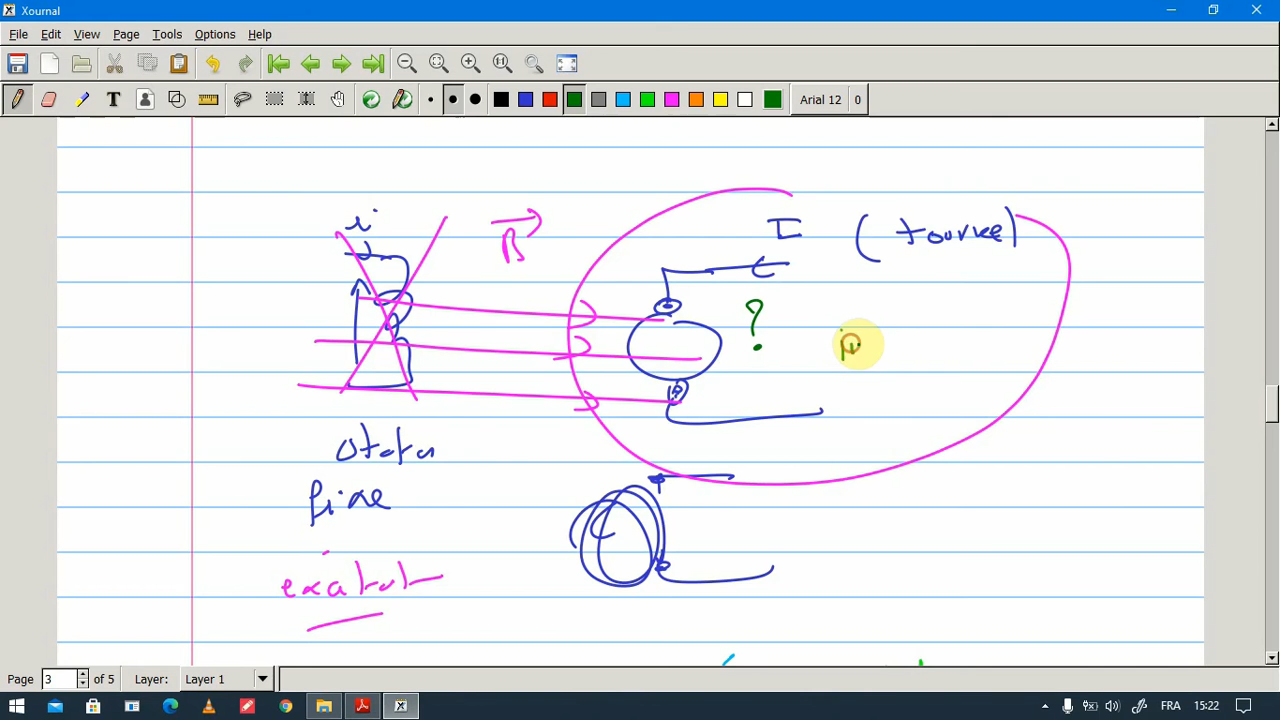 Xournal
File Edit View Page Tools Options Help
Arial 12 0
i
B
I (tourne)
?
stator
fixe
Page 3 of 5 Layer: Layer 1
FRA 15:22